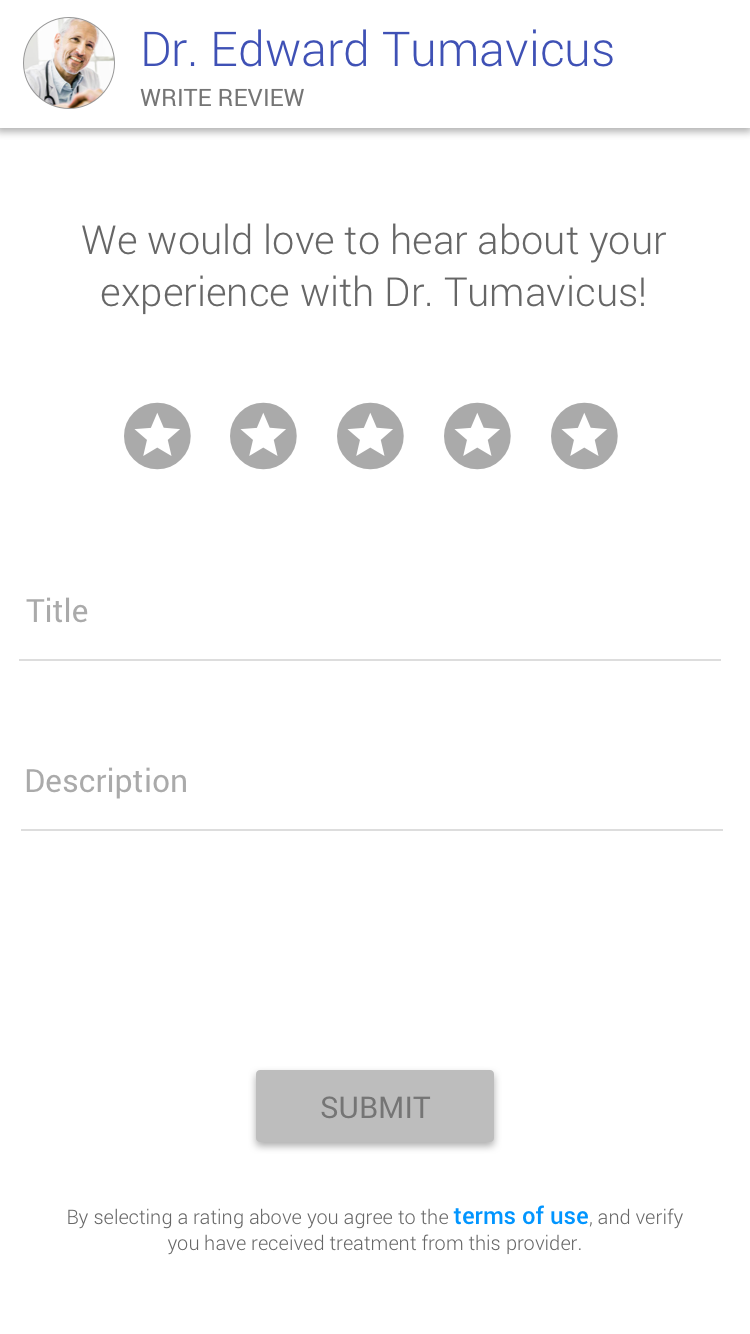 Dr. Edward Tumavicus
WRITE REVIEW
We would love to hear about your
experience with Dr. Tumavicus!
Title
Description
SUBMIT
By selecting a rating above you agree to the terms of use, and verify
you have received treatment from this provider.